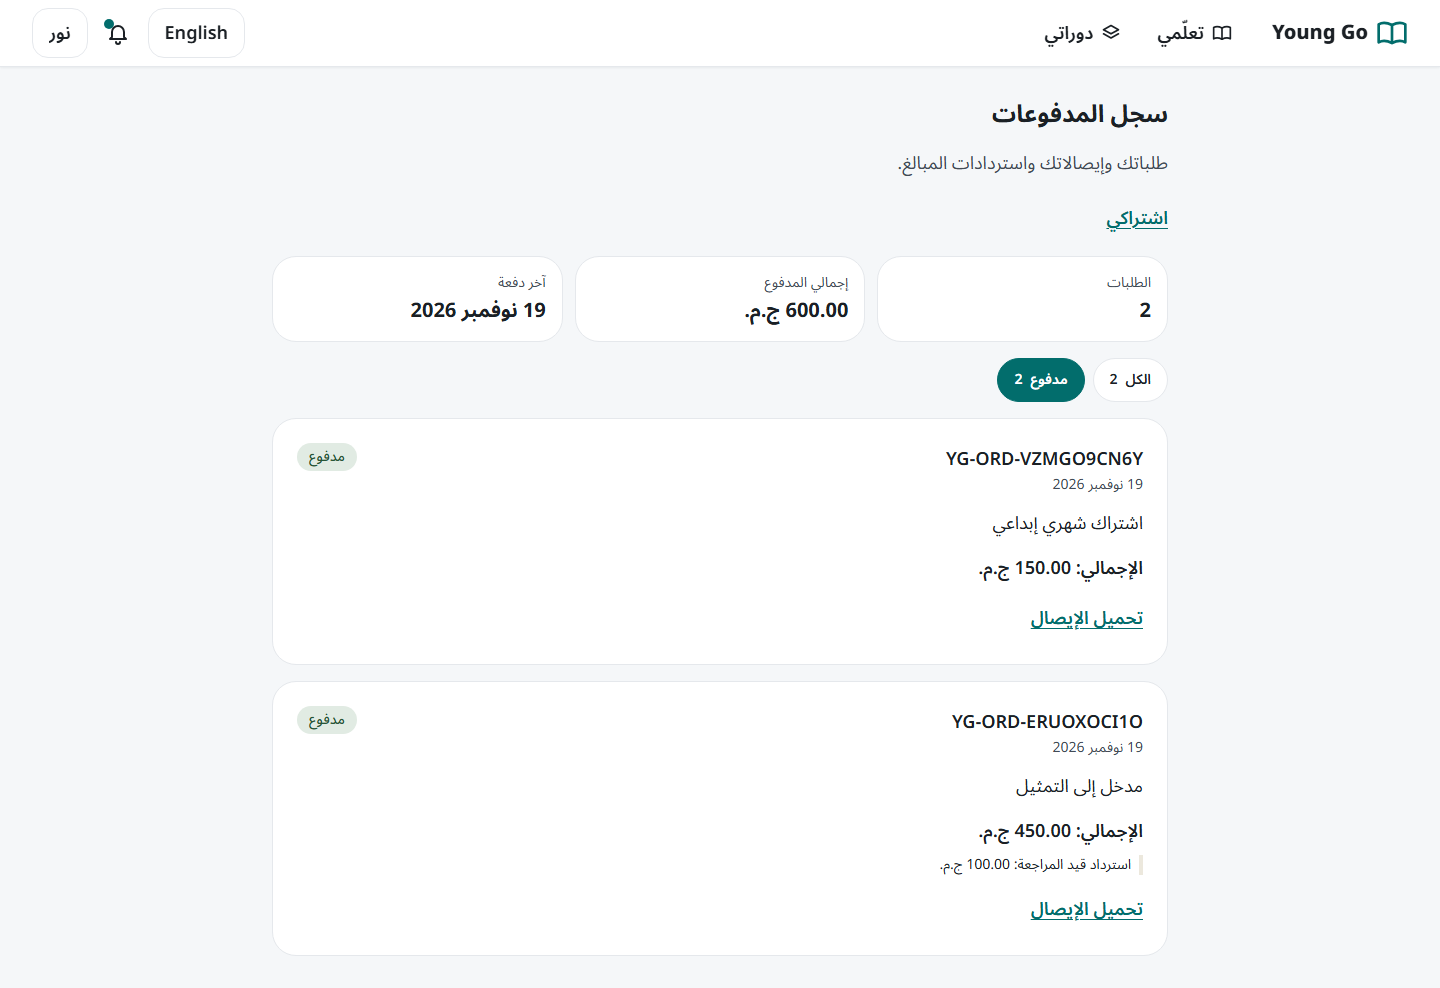 Young Go
تعلّمي
دوراتي
English
نور
سجل المدفوعات
طلباتك وإيصالاتك واستردادات المبالغ.
اشتراكي
الطلبات
2
إجمالي المدفوع
600.00 ج.م.
آخر دفعة
19 نوفمبر 2026
الكل 2
مدفوع 2
YG-ORD-VZMGO9CN6Y
مدفوع
19 نوفمبر 2026
اشتراك شهري إبداعي
الإجمالي: 150.00 ج.م.
تحميل الإيصال
YG-ORD-ERUOXOCI1O
مدفوع
19 نوفمبر 2026
مدخل إلى التمثيل
الإجمالي: 450.00 ج.م.
استرداد قيد المراجعة: 100.00 ج.م.
تحميل الإيصال